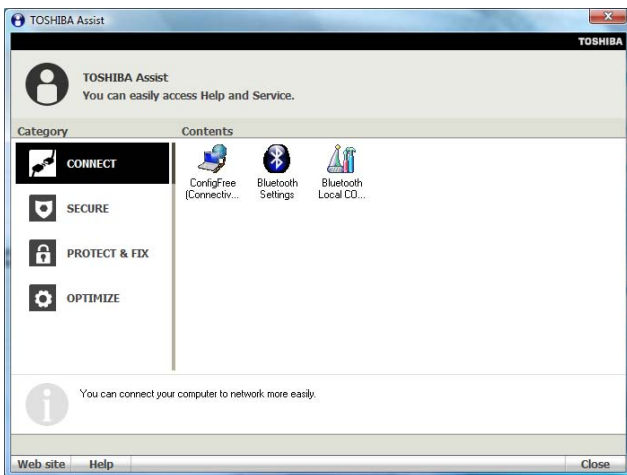 TOSHIBA Assist
TOSHIBA
TOSHIBA Assist
You can easily access Help and Service.
Category
Contents
CONNECT
SECURE
PROTECT & FIX
OPTIMIZE
ConfigFree
(Connectiv...
Bluetooth
Settings
Bluetooth
Local CO...
You can connect your computer to network more easily.
Web site
Help
Close